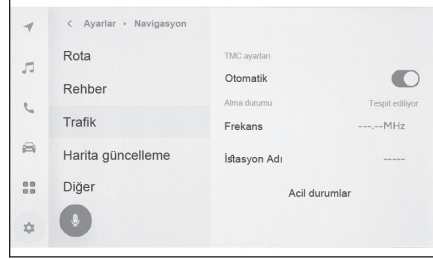 < Ayarlar • Navigasyon
Rota
Rehber
Trafik
Harita güncelleme
Diğer
TMC ayarları
Otomatik
Alma durumu Tespit ediliyor
Frekans ---.--MHz
İstasyon Adı -----
Acil durumlar